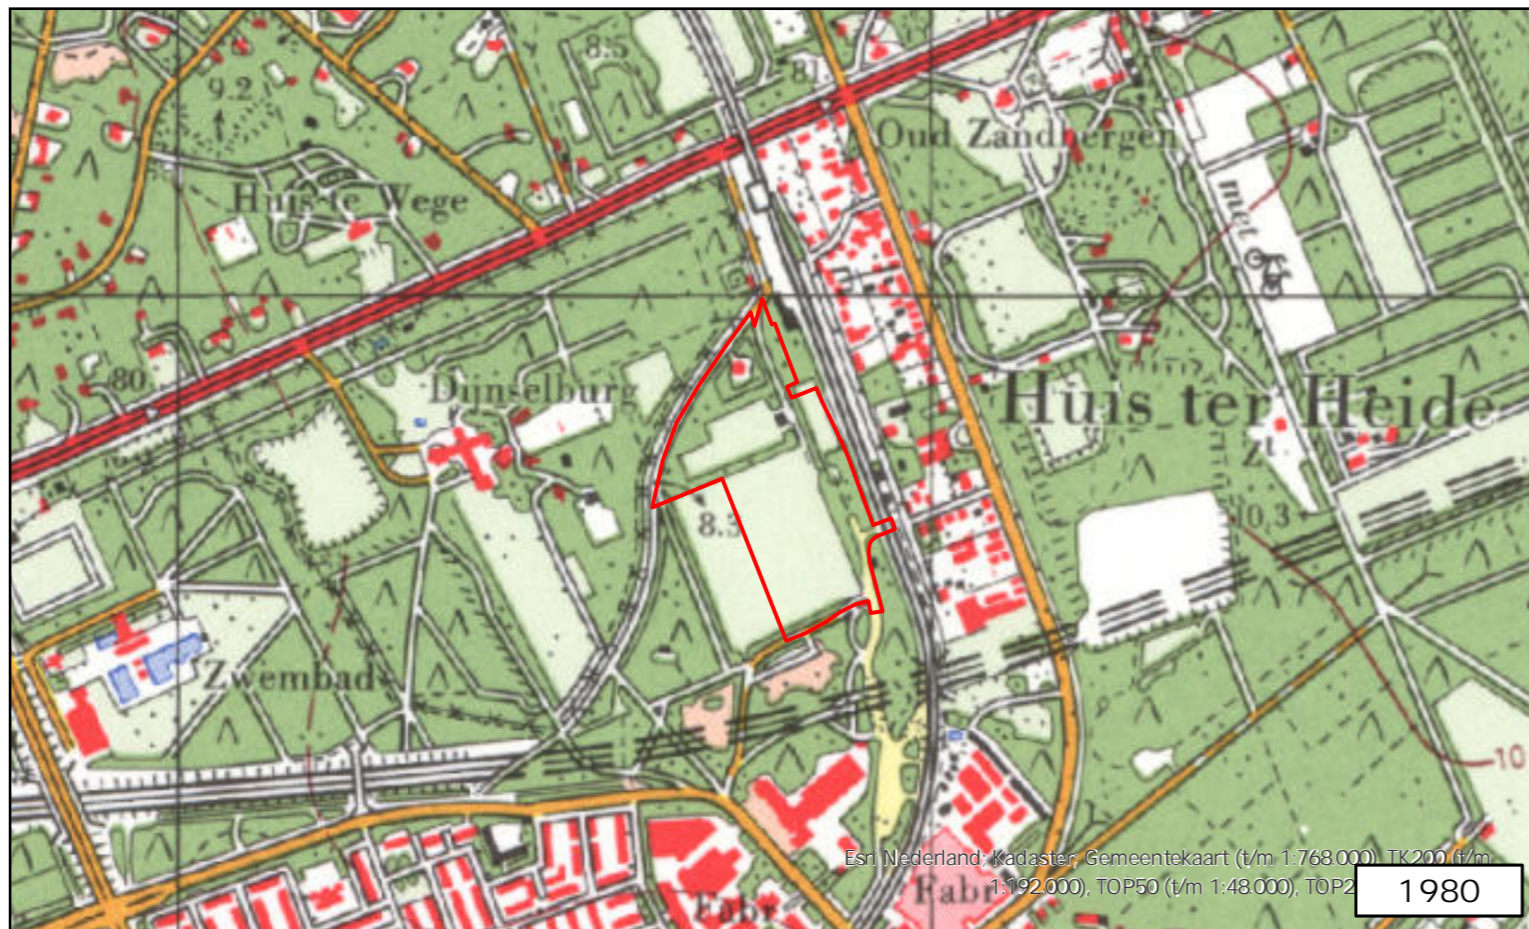 8.5
81.
9.2
Oud Zandbergen
Huis te Wege
met
80
Dijnselburg
Huis ter Heide
Zt
8.5
10.3
Zwembad
10
Esri Nederland; Kadaster, Gemeentekaart (t/m 1:768.000), TK200 (t/m
1:192.000), TOP50 (t/m 1:48.000), TOP2
1980
Fabr
Fabr